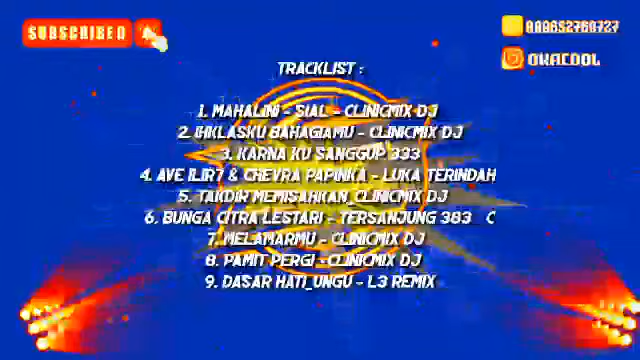 SUBSCRIBED
OKACOOL
TRACKLIST :
1. MAHALINI - SIAL - CLINICMIX DJ
2. IHKLASKU BAHAGIAMU - CLINICMIX DJ
3. KARNA KU SANGGUP 333
4. AVE ILIR7 & CHEVRA PAPINKA - LUKA TERINDAH
5. TAKDIR MEMISAHKAN_CLINICMIX DJ
6. BUNGA CITRA LESTARI - TERSANJUNG 383 C
7. MELAMARMU - CLINICMIX DJ
8. PAMIT PERGI -CLINICMIX DJ
9. DASAR HATI_UNGU - L3 REMIX